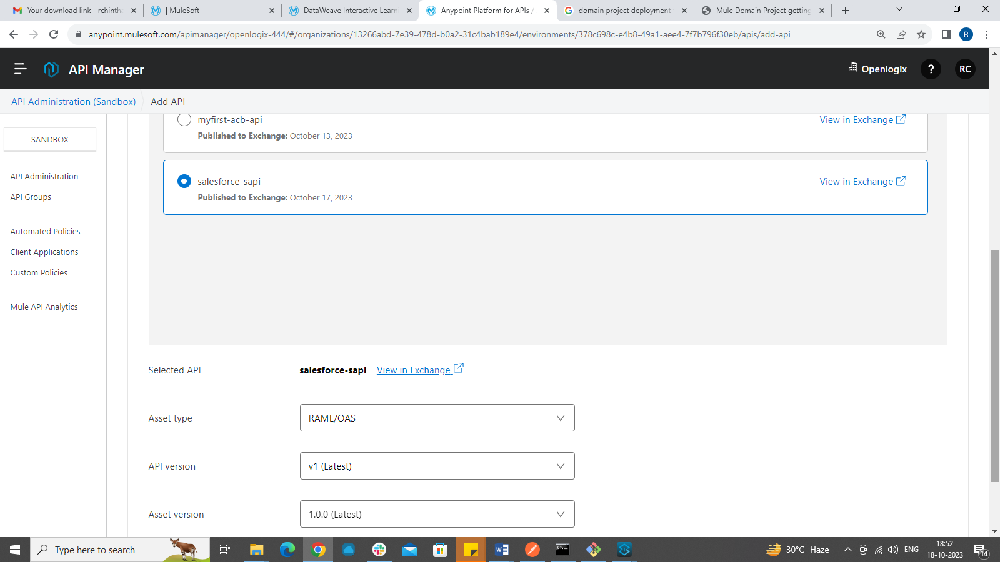 Your download link - rchintha
| MuleSoft
DataWeave Interactive Learn
Anypoint Platform for APIs /
domain project deployment
Mule Domain Project getting
anypoint.mulesoft.com/apimanager/openlogix-444/#/organizations/13266abd-7e39-478d-b0a2-31c4bab189e4/environments/378c698c-e4b8-49a1-aee4-7f7b796f30eb/apis/add-api
R
API Manager
Openlogix
?
RC
API Administration (Sandbox)
Add API
SANDBOX
API Administration
API Groups
Automated Policies
Client Applications
Custom Policies
Mule API Analytics
myfirst-acb-api
View in Exchange
Published to Exchange: October 13, 2023
salesforce-sapi
View in Exchange
Published to Exchange: October 17, 2023
Selected API
salesforce-sapi
View in Exchange
Asset type
RAML/OAS
API version
v1 (Latest)
Asset version
1.0.0 (Latest)
Type here to search
30°C Haze
ENG
18:52
18-10-2023
14